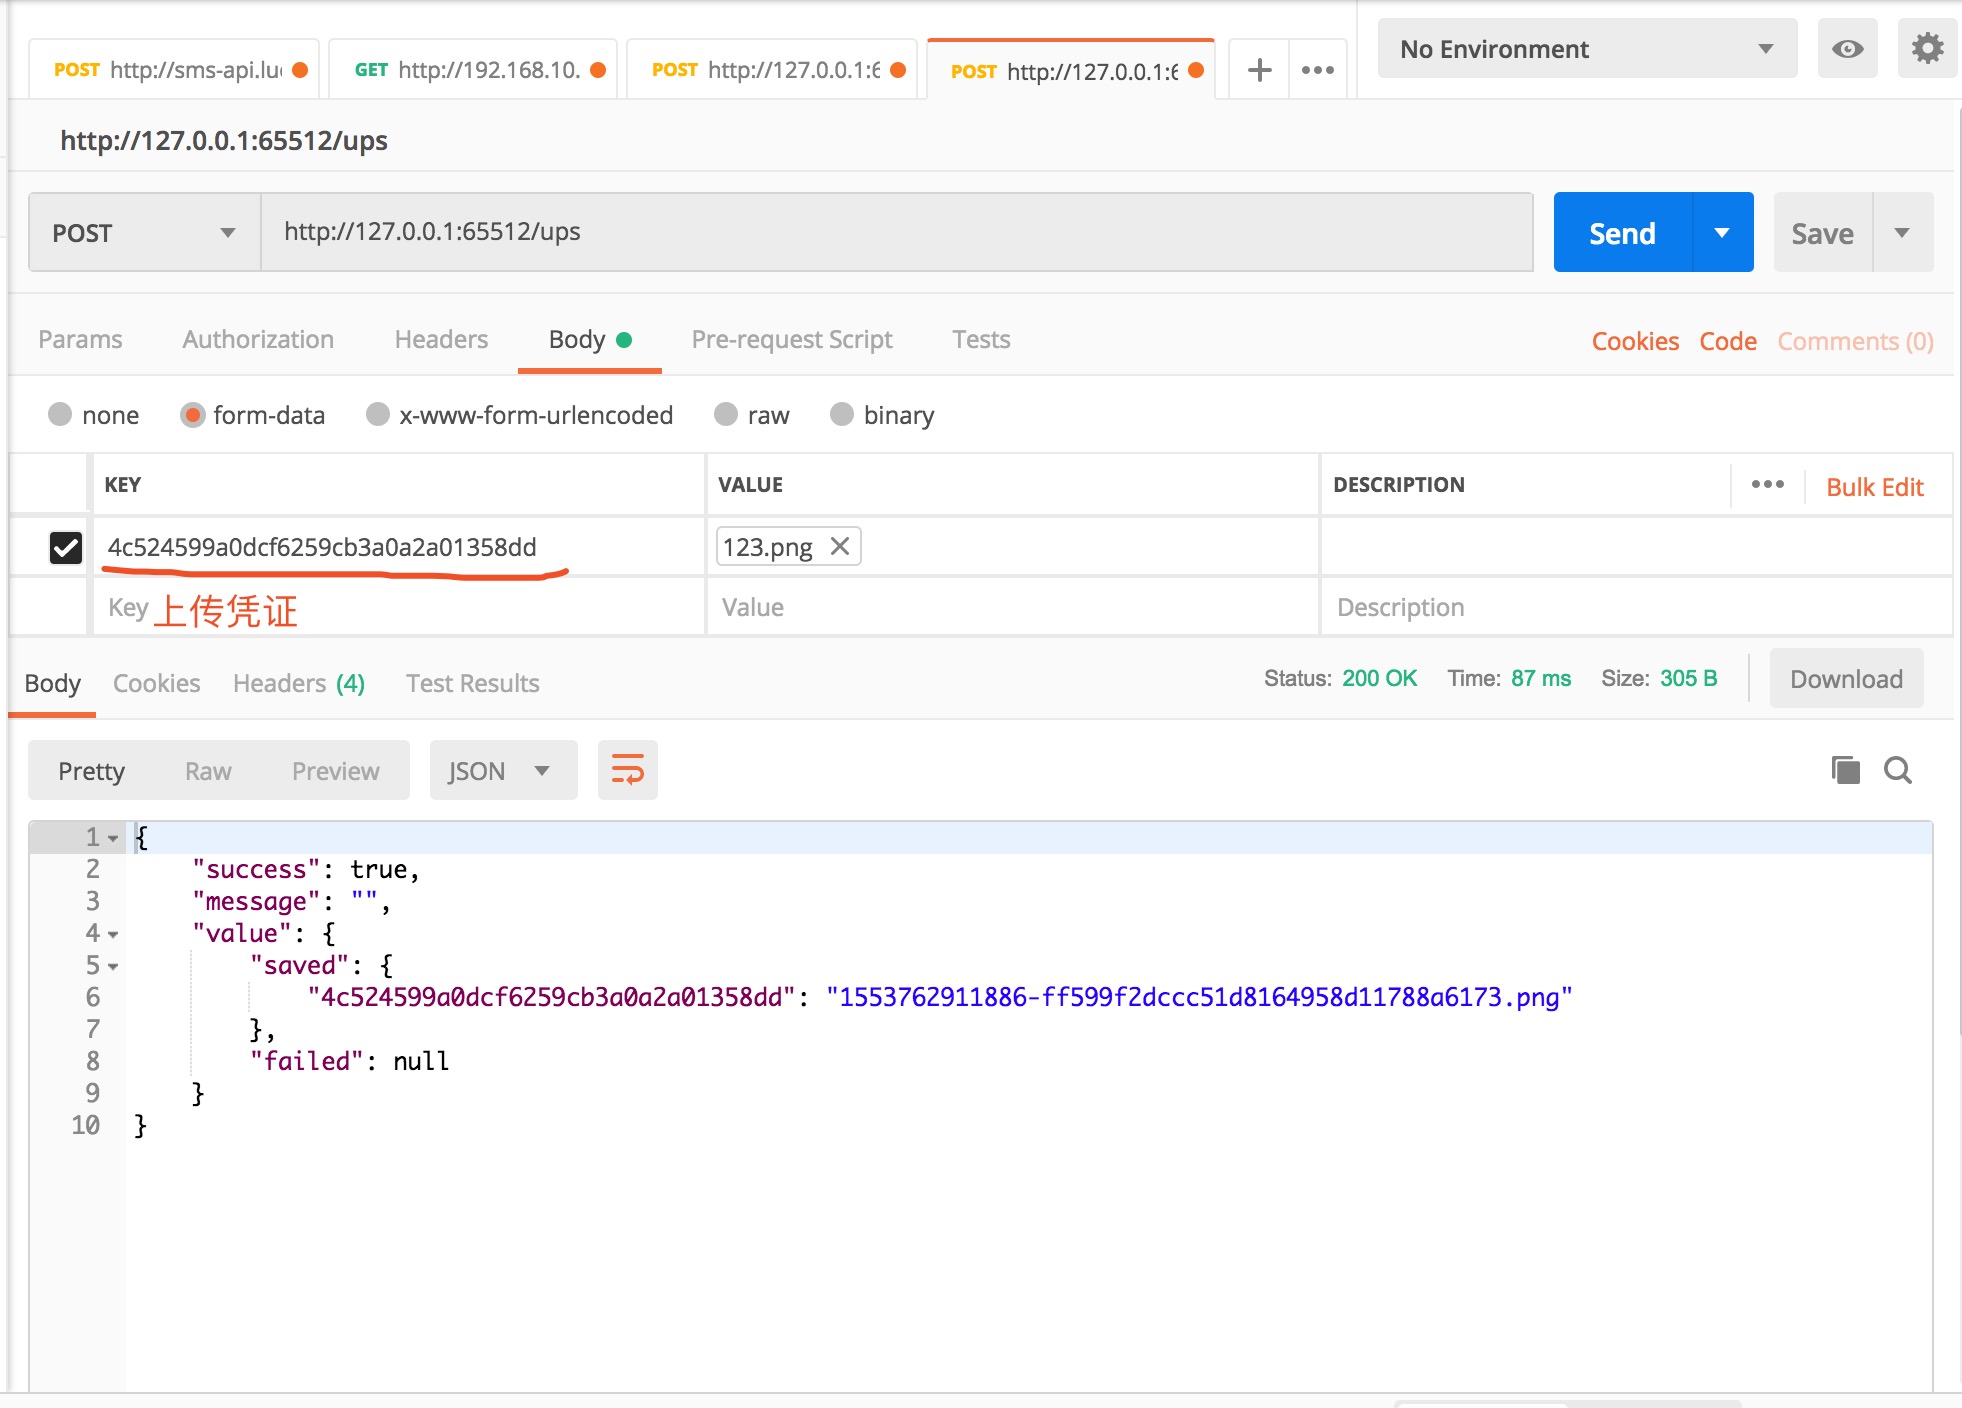 POST http://sms-api.lu GET http://192.168.10. POST http://127.0.0.1:6 POST http://127.0.0.1:6 No Environment
http://127.0.0.1:65512/ups
POST http://127.0.0.1:65512/ups Send Save
Params Authorization Headers Body Pre-request Script Tests Cookies Code Comments (0)
none form-data x-www-form-urlencoded raw binary
KEY VALUE DESCRIPTION Bulk Edit
4c524599a0dcf6259cb3a0a2a01358dd 123.png
Key 上传凭证 Value Description
Body Cookies Headers (4) Test Results Status: 200 OK Time: 87 ms Size: 305 B Download
Pretty Raw Preview JSON
1 {
2 "success": true,
3 "message": "",
4 "value": {
5 "saved": {
6 "4c524599a0dcf6259cb3a0a2a01358dd": "1553762911886-ff599f2dccc51d8164958d11788a6173.png"
7 },
8 "failed": null
9 }
10 }